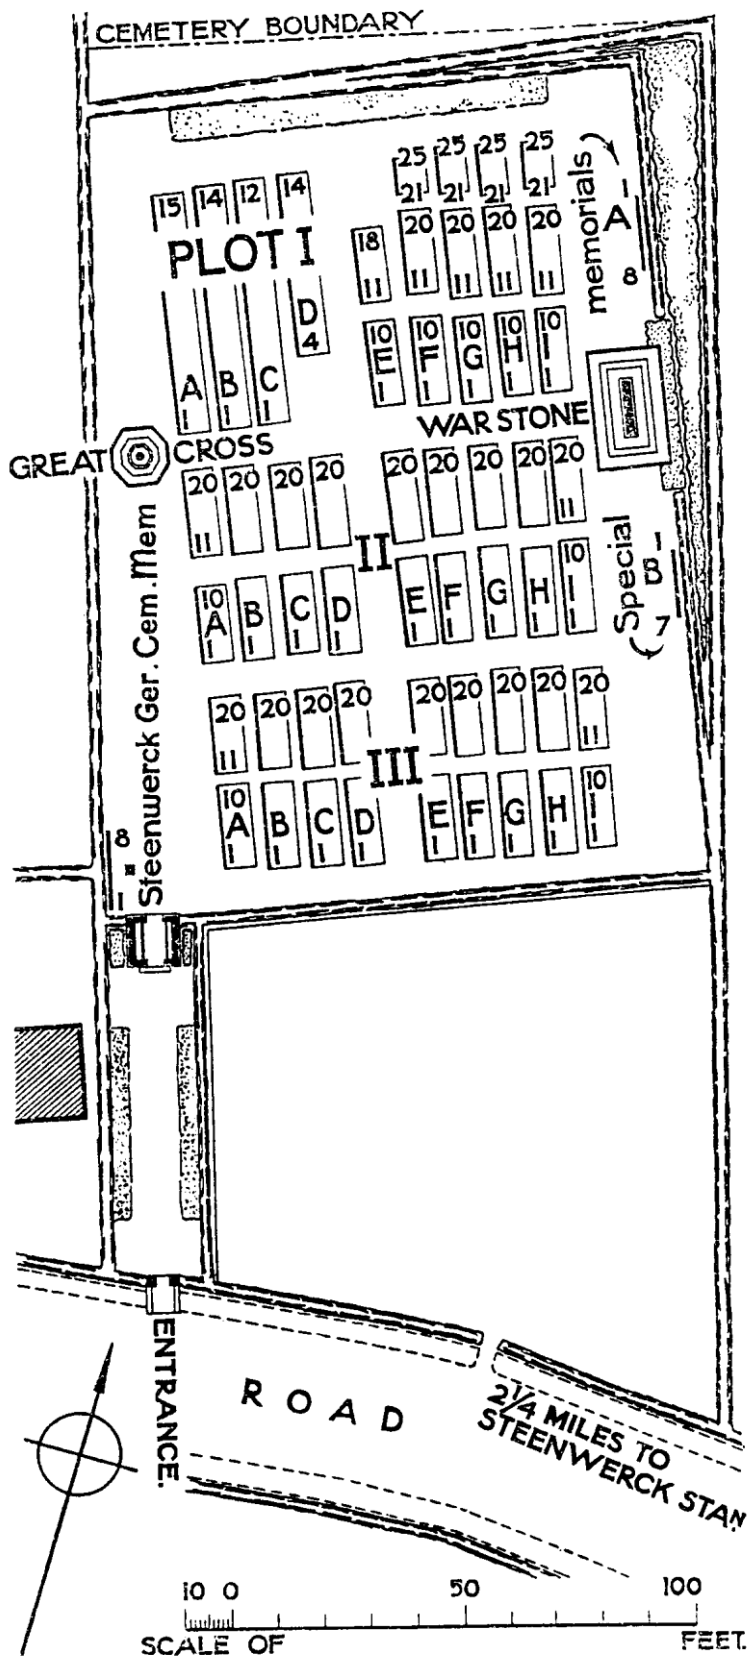 CEMETERY BOUNDARY
25 25 25 25
21 21 21 21
15 14 12 14
PLOT I
18 20 20 20 20
11 11 11 11 11
memorials
1
A
8
D
4
10 10 10 10 10
E F G H I
1 1 1 1 1
A B C
1 1 1
WAR STONE
GREAT CROSS
20 20 20 20 20 20 20 20 20
11 11
II
10 10
A B C D E F G H I
1 1 1 1 1 1 1 1 1
Special
1
B
7
Steenwerck Ger. Cem. Mem
20 20 20 20 20 20 20 20 20
11 11
III
10 10
A B C D E F G H I
1 1 1 1 1 1 1 1 1
8
1
ENTRANCE.
ROAD
2¼ MILES TO
STEENWERCK STAN
10 0 50 100
SCALE OF FEET.